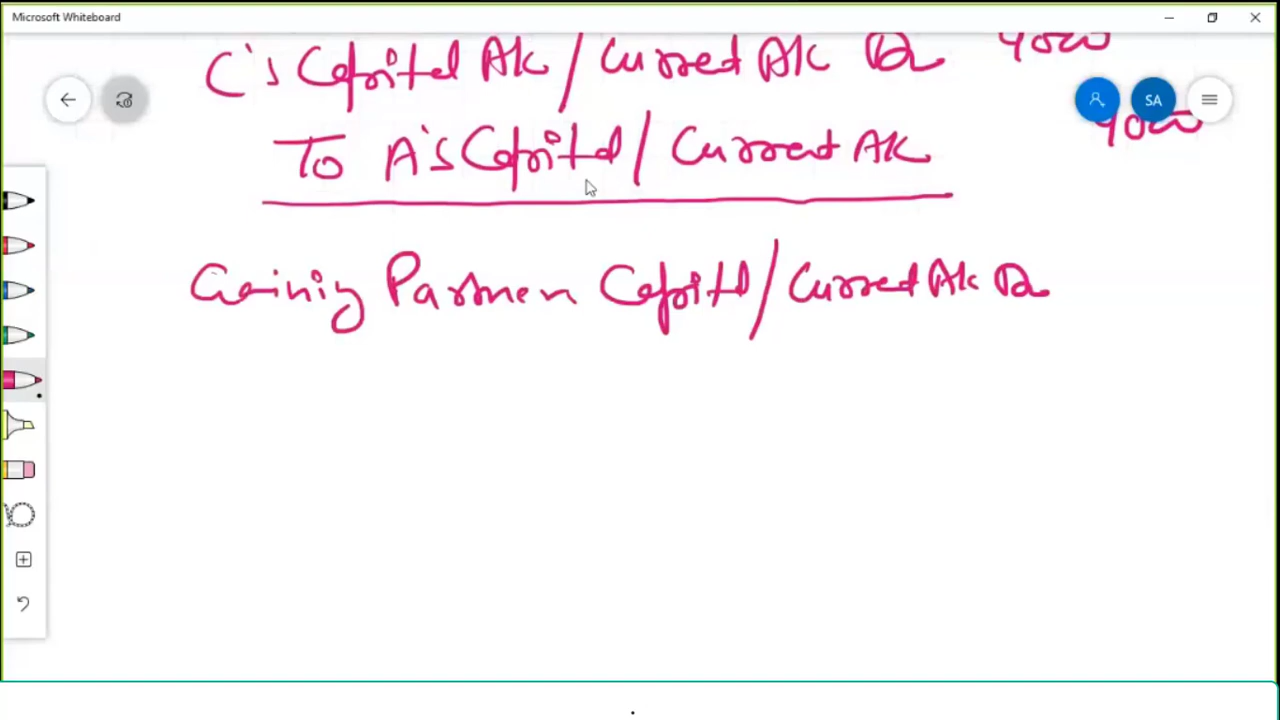 Microsoft Whiteboard
C's Capital A/c / Current A/c Dr 4000
To A's Capital / Current A/c 4000
SA
Gaining Partner Capital / Current A/c Dr